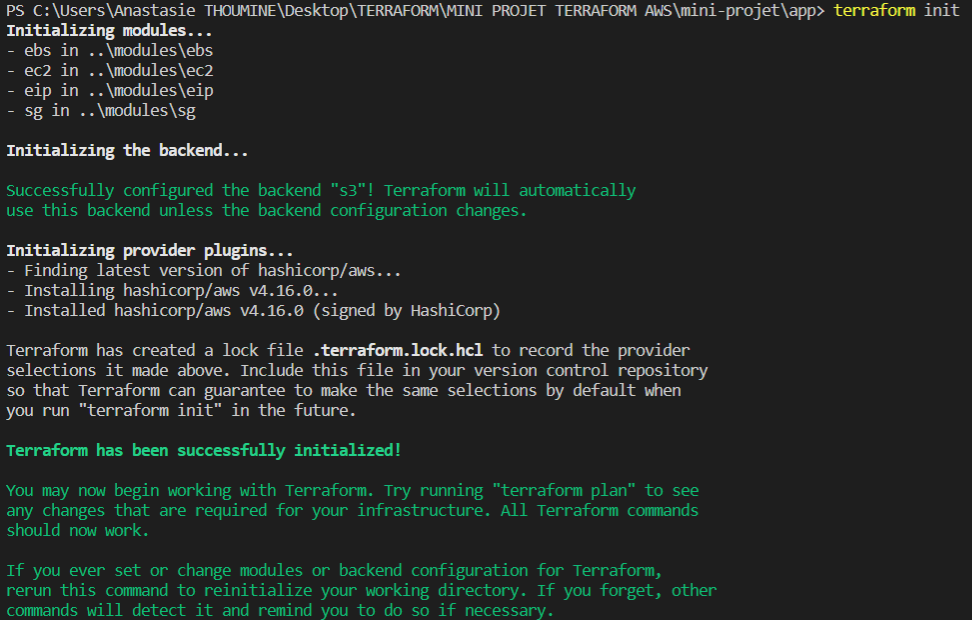 PS C:\Users\Anastasie THOUMINE\Desktop\TERRAFORM\MINI PROJET TERRAFORM AWS\mini-projet\app> terraform init
Initializing modules...
- ebs in ..\modules\ebs
- ec2 in ..\modules\ec2
- eip in ..\modules\eip
- sg in ..\modules\sg

Initializing the backend...

Successfully configured the backend "s3"! Terraform will automatically
use this backend unless the backend configuration changes.

Initializing provider plugins...
- Finding latest version of hashicorp/aws...
- Installing hashicorp/aws v4.16.0...
- Installed hashicorp/aws v4.16.0 (signed by HashiCorp)

Terraform has created a lock file .terraform.lock.hcl to record the provider
selections it made above. Include this file in your version control repository
so that Terraform can guarantee to make the same selections by default when
you run "terraform init" in the future.

Terraform has been successfully initialized!

You may now begin working with Terraform. Try running "terraform plan" to see
any changes that are required for your infrastructure. All Terraform commands
should now work.

If you ever set or change modules or backend configuration for Terraform,
rerun this command to reinitialize your working directory. If you forget, other
commands will detect it and remind you to do so if necessary.